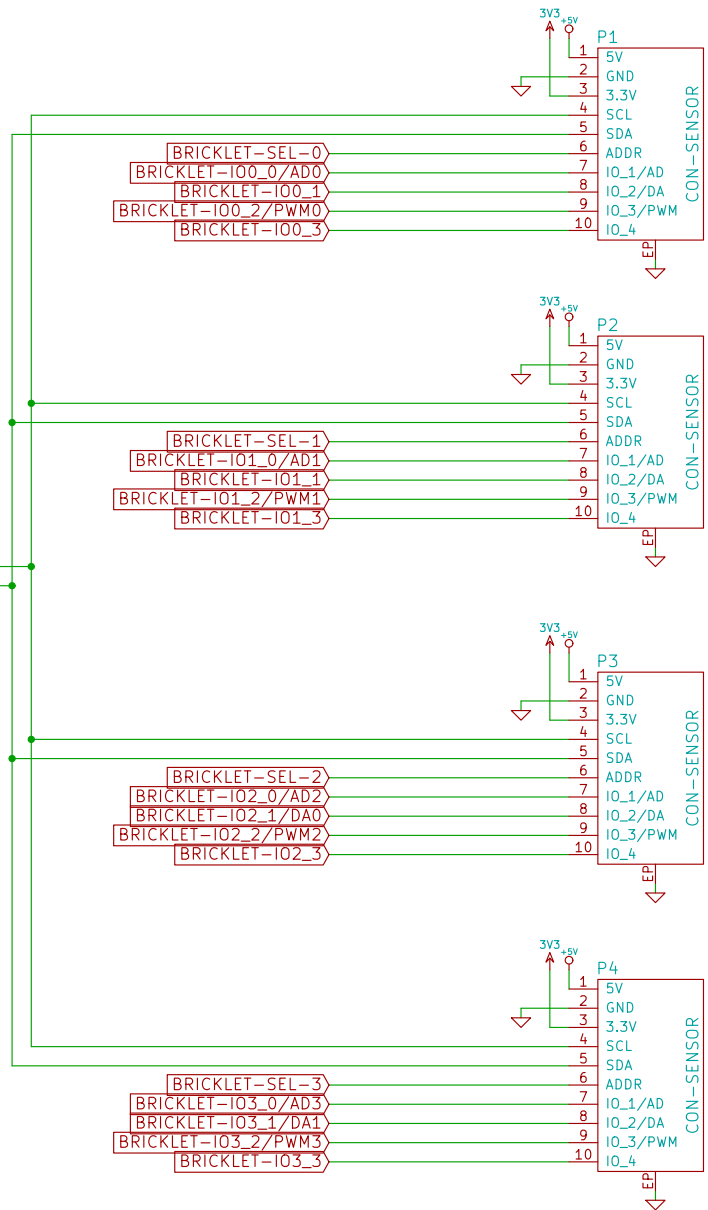 3V3 +5V
P1
1 5V
2 GND
3 3.3V
4 SCL
5 SDA
BRICKLET-SEL-0 6 ADDR
BRICKLET-IO0_0/AD0 7 IO_1/AD
BRICKLET-IO0_1 8 IO_2/DA
BRICKLET-IO0_2/PWM0 9 IO_3/PWM
BRICKLET-IO0_3 10 IO_4
CON-SENSOR
EP
3V3 +5V
P2
1 5V
2 GND
3 3.3V
4 SCL
5 SDA
BRICKLET-SEL-1 6 ADDR
BRICKLET-IO1_0/AD1 7 IO_1/AD
BRICKLET-IO1_1 8 IO_2/DA
BRICKLET-IO1_2/PWM1 9 IO_3/PWM
BRICKLET-IO1_3 10 IO_4
CON-SENSOR
EP
3V3 +5V
P3
1 5V
2 GND
3 3.3V
4 SCL
5 SDA
BRICKLET-SEL-2 6 ADDR
BRICKLET-IO2_0/AD2 7 IO_1/AD
BRICKLET-IO2_1/DA0 8 IO_2/DA
BRICKLET-IO2_2/PWM2 9 IO_3/PWM
BRICKLET-IO2_3 10 IO_4
CON-SENSOR
EP
3V3 +5V
P4
1 5V
2 GND
3 3.3V
4 SCL
5 SDA
BRICKLET-SEL-3 6 ADDR
BRICKLET-IO3_0/AD3 7 IO_1/AD
BRICKLET-IO3_1/DA1 8 IO_2/DA
BRICKLET-IO3_2/PWM3 9 IO_3/PWM
BRICKLET-IO3_3 10 IO_4
CON-SENSOR
EP